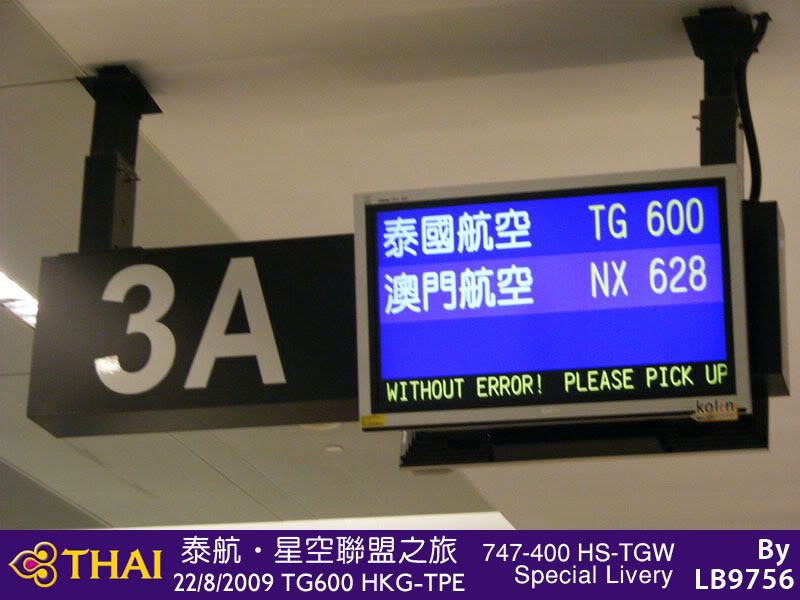 3A
泰國航空 TG 600
澳門航空 NX 628
WITHOUT ERROR! PLEASE PICK UP
kolin
THAI
泰航・星空聯盟之旅
22/8/2009 TG600 HKG-TPE
747-400 HS-TGW
Special Livery
By
LB9756